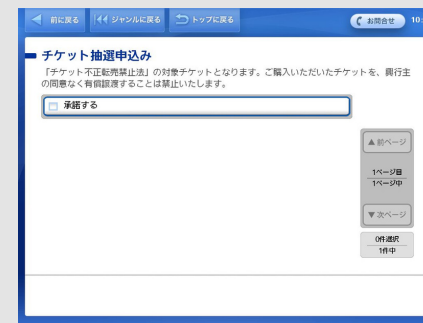 前に戻る
ジャンルに戻る
トップに戻る
お問合せ
10:
チケット抽選申込み
「チケット不正転売禁止法」の対象チケットとなります。ご購入いただいたチケットを、興行主
の同意なく有償譲渡することは禁止いたします。
承諾する
▲前ページ
1ページ目
1ページ中
▼次ページ
0件選択
1件中